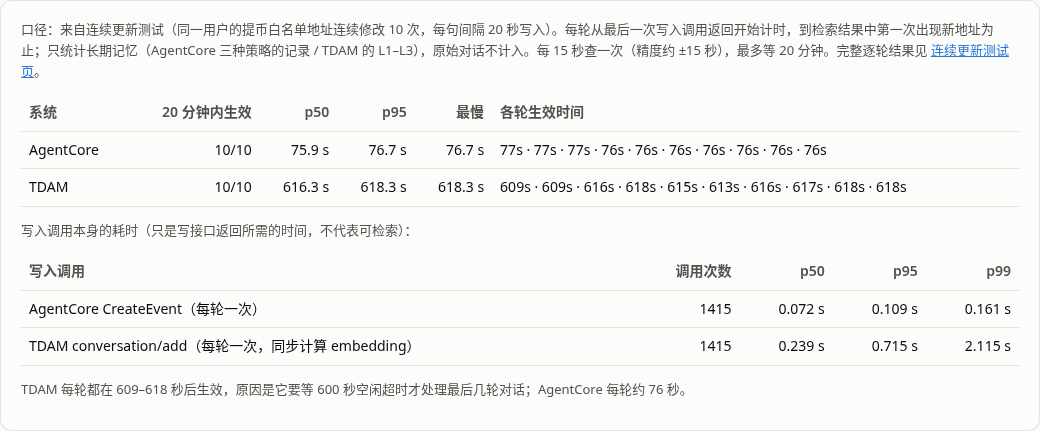 口径：来自连续更新测试（同一用户的提币白名单地址连续修改 10 次，每句间隔 20 秒写入）。每轮从最后一次写入调用返回开始计时，到检索结果中第一次出现新地址为
止；只统计长期记忆（AgentCore 三种策略的记录 / TDAM 的 L1–L3），原始对话不计入。每 15 秒查一次（精度约 ±15 秒），最多等 20 分钟。完整逐轮结果见 连续更新测试
页。
系统 20 分钟内生效 p50 p95 最慢 各轮生效时间
AgentCore 10/10 75.9 s 76.7 s 76.7 s 77s · 77s · 77s · 76s · 76s · 76s · 76s · 76s · 76s · 76s
TDAM 10/10 616.3 s 618.3 s 618.3 s 609s · 609s · 616s · 618s · 615s · 613s · 616s · 617s · 618s · 618s
写入调用本身的耗时（只是写接口返回所需的时间，不代表可检索）：
写入调用 调用次数 p50 p95 p99
AgentCore CreateEvent（每轮一次） 1415 0.072 s 0.109 s 0.161 s
TDAM conversation/add（每轮一次，同步计算 embedding） 1415 0.239 s 0.715 s 2.115 s
TDAM 每轮都在 609–618 秒后生效，原因是它要等 600 秒空闲超时才处理最后几轮对话；AgentCore 每轮约 76 秒。